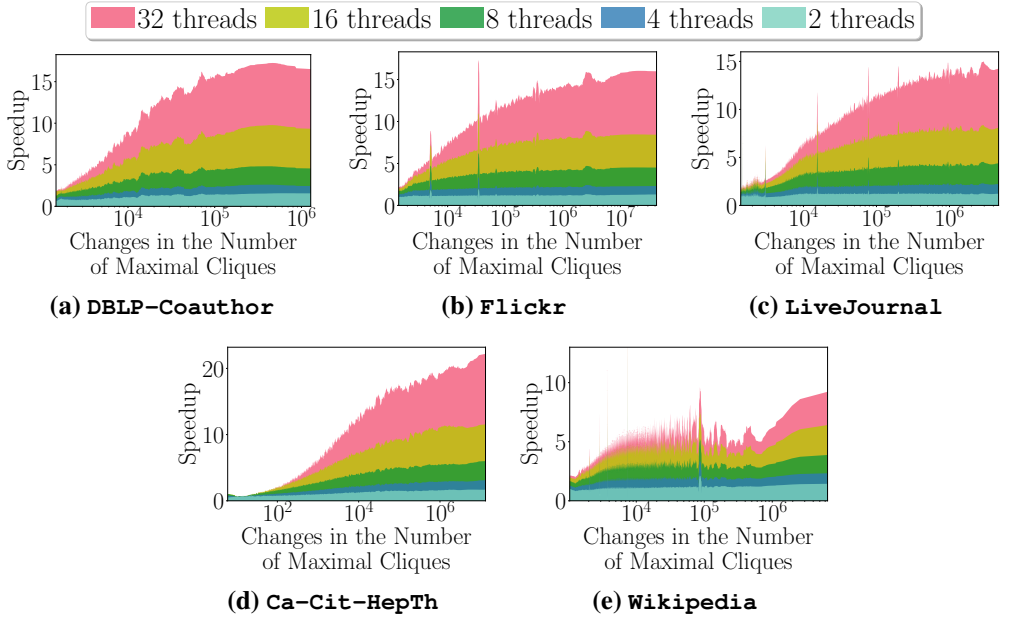 32 threads 16 threads 8 threads 4 threads 2 threads
Speedup
15
10
5
0
10^4 10^5 10^6
Changes in the Number
of Maximal Cliques
(a) DBLP-Coauthor
Speedup
15
10
5
0
10^4 10^5 10^6 10^7
Changes in the Number
of Maximal Cliques
(b) Flickr
Speedup
15
10
5
0
10^4 10^5 10^6
Changes in the Number
of Maximal Cliques
(c) LiveJournal
Speedup
20
10
0
10^2 10^4 10^6
Changes in the Number
of Maximal Cliques
(d) Ca-Cit-HepTh
Speedup
10
5
0
10^4 10^5 10^6
Changes in the Number
of Maximal Cliques
(e) Wikipedia